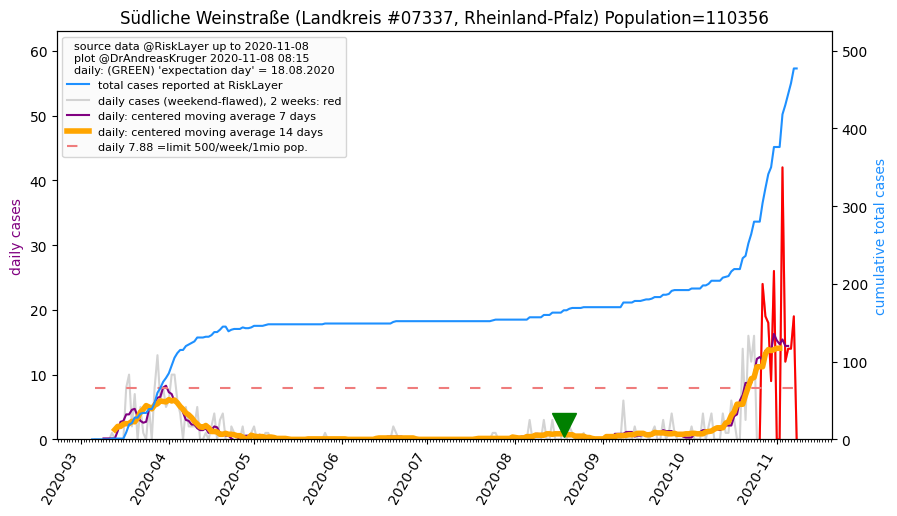 Südliche Weinstraße (Landkreis #07337, Rheinland-Pfalz) Population=110356
source data @RiskLayer up to 2020-11-08
plot @DrAndreasKruger 2020-11-08 08:15
daily: (GREEN) 'expectation day' = 18.08.2020
total cases reported at RiskLayer
daily cases (weekend-flawed), 2 weeks: red
daily: centered moving average 7 days
daily: centered moving average 14 days
daily 7.88 =limit 500/week/1mio pop.
daily cases
60
50
40
30
20
10
0
cumulative total cases
500
400
300
200
100
0
2020-03
2020-04
2020-05
2020-06
2020-07
2020-08
2020-09
2020-10
2020-11